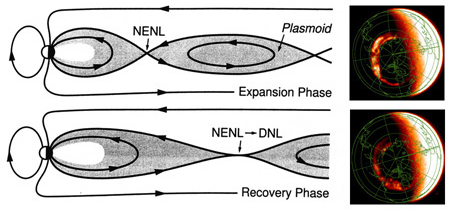 NENL
Plasmoid
Expansion Phase
NENL → DNL
Recovery Phase